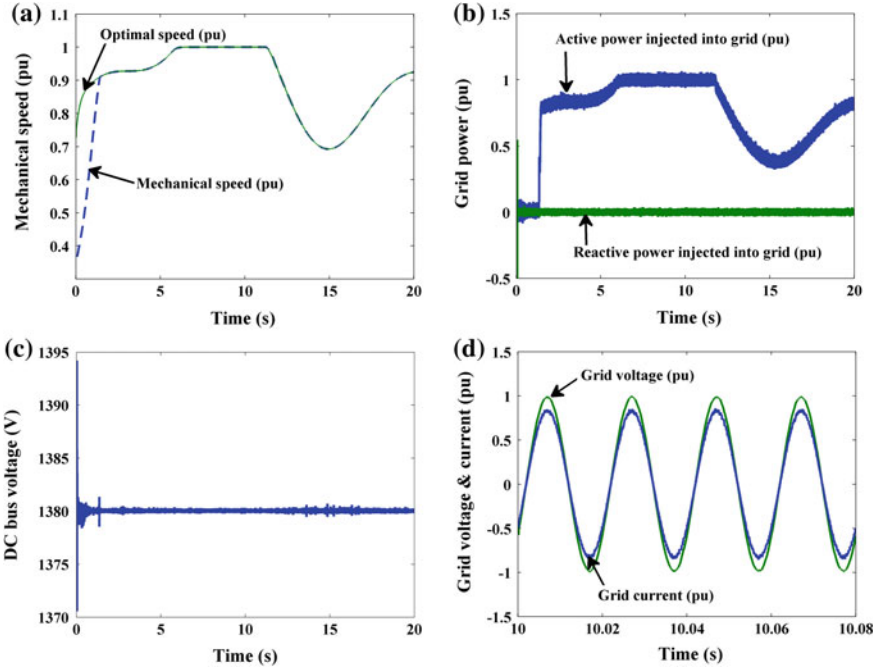 (a)
Mechanical speed (pu)
1.1
1
0.9
0.8
0.7
0.6
0.5
0.4
Optimal speed (pu)
Mechanical speed (pu)
0
5
10
15
20
Time (s)
(b)
Grid power (pu)
1.5
1
0.5
0
-0.5
Active power injected into grid (pu)
Reactive power injected into grid (pu)
0
5
10
15
20
Time (s)
(c)
DC bus voltage (V)
1395
1390
1385
1380
1375
1370
0
5
10
15
20
Time (s)
(d)
Grid voltage & current (pu)
1.5
1
0.5
0
-0.5
-1
-1.5
Grid voltage (pu)
Grid current (pu)
10
10.02
10.04
10.06
10.08
Time (s)